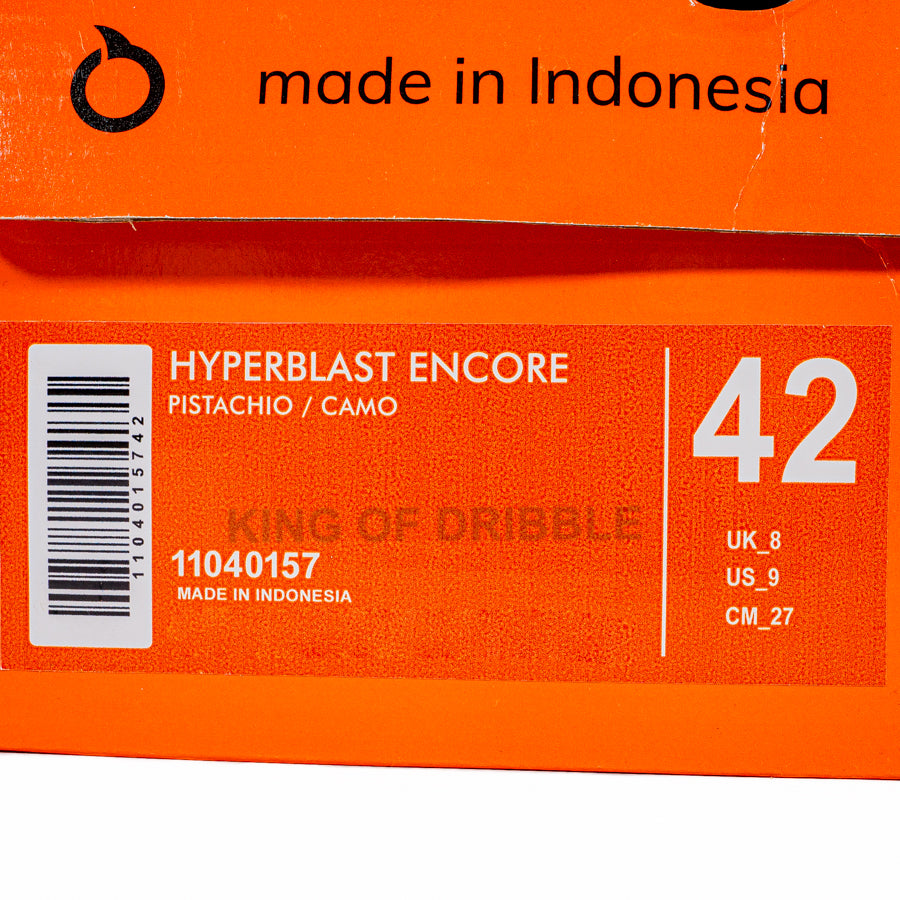 made in Indonesia
HYPERBLAST ENCORE
PISTACHIO / CAMO
KING OF DRIBBLE
11040157
MADE IN INDONESIA
1104015742
42
UK_8
US_9
CM_27